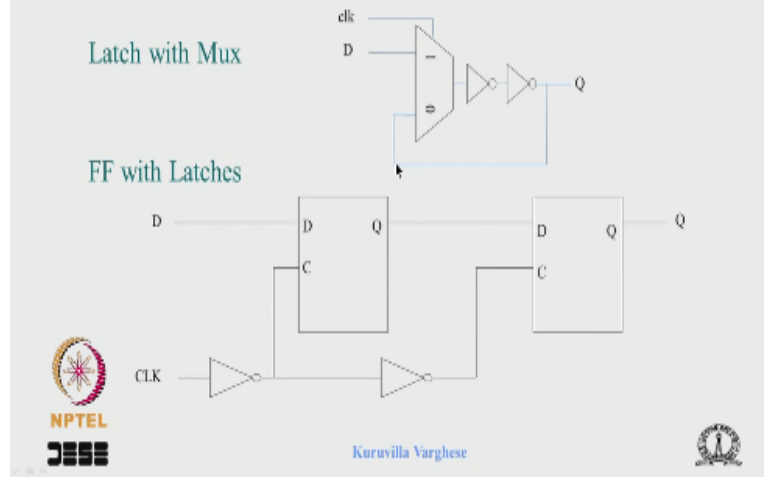 clk
Latch with Mux
D
1
0
Q
FF with Latches
D
D
Q
C
D
Q
C
Q
CLK
NPTEL
Kuruvilla Varghese